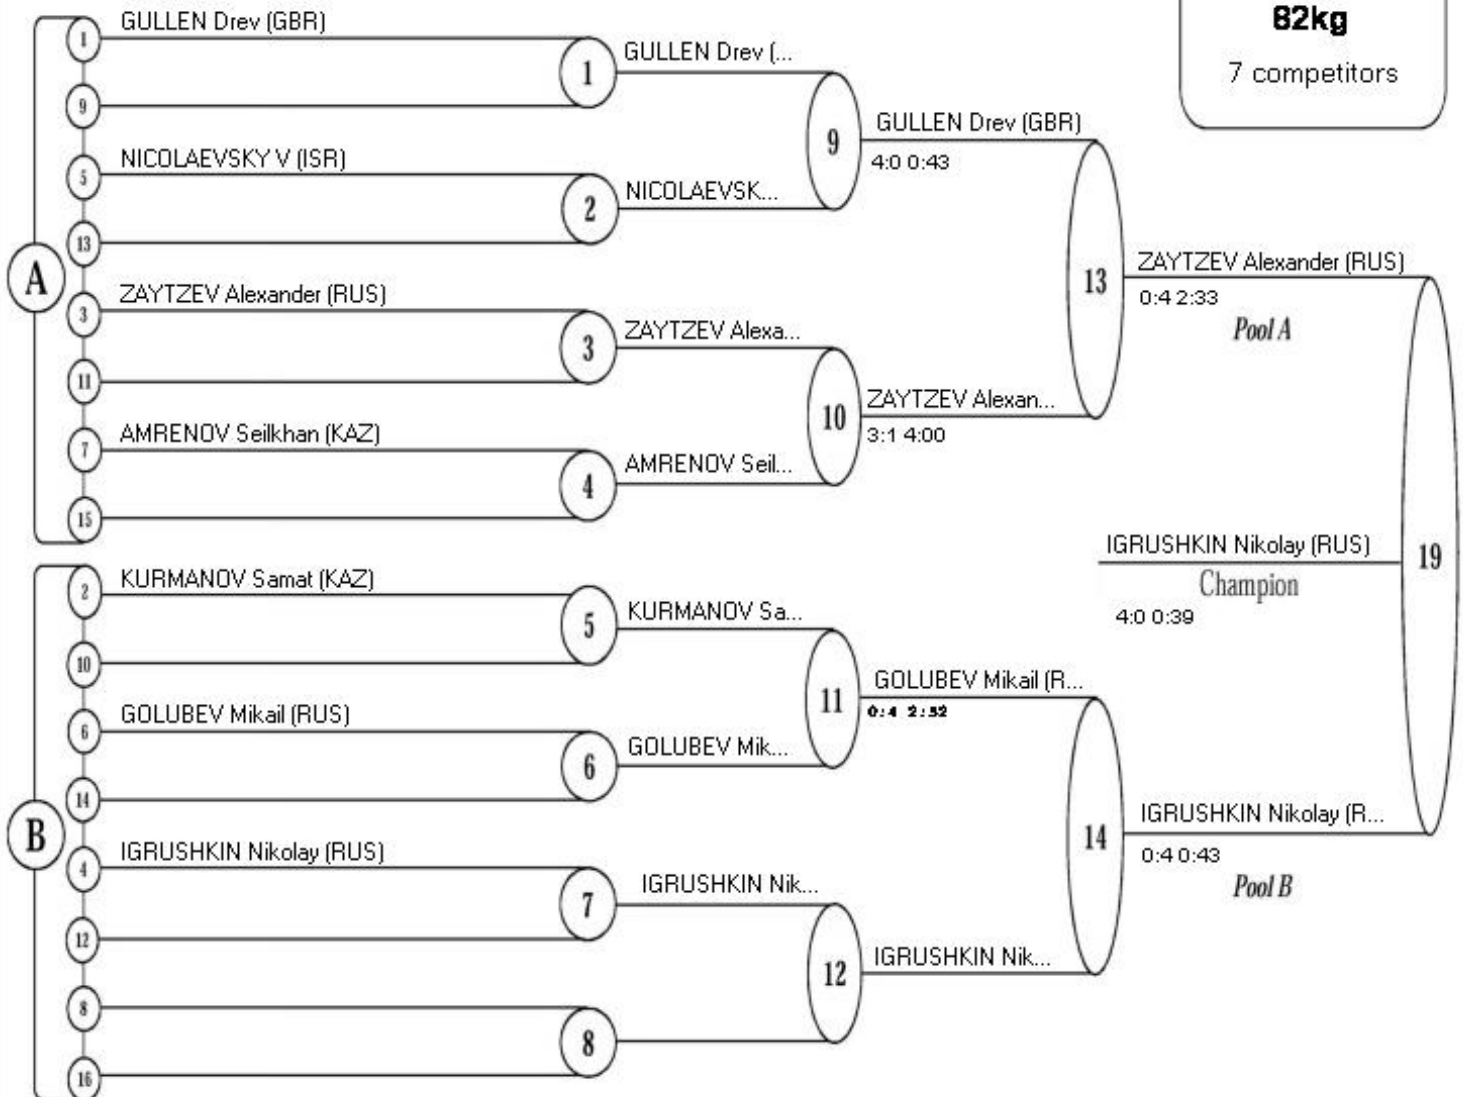 82kg
7 competitors
A
1
GULLEN Drev (GBR)
9
1
GULLEN Drev (...
5
NICOLAEVSKY V (ISR)
13
2
NICOLAEVSK...
9
GULLEN Drev (GBR)
4:0 0:43
3
ZAYTZEV Alexander (RUS)
11
3
ZAYTZEV Alexa...
7
AMRENOV Seilkhan (KAZ)
15
4
AMRENOV Seil...
10
ZAYTZEV Alexan...
3:1 4:00
13
ZAYTZEV Alexander (RUS)
0:4 2:33
Pool A
B
2
KURMANOV Samat (KAZ)
10
5
KURMANOV Sa...
6
GOLUBEV Mikail (RUS)
14
6
GOLUBEV Mik...
11
GOLUBEV Mikail (R...
0:4 2:52
4
IGRUSHKIN Nikolay (RUS)
12
7
IGRUSHKIN Nik...
8
16
8
12
IGRUSHKIN Nik...
14
IGRUSHKIN Nikolay (R...
0:4 0:43
Pool B
19
IGRUSHKIN Nikolay (RUS)
Champion
4:0 0:39